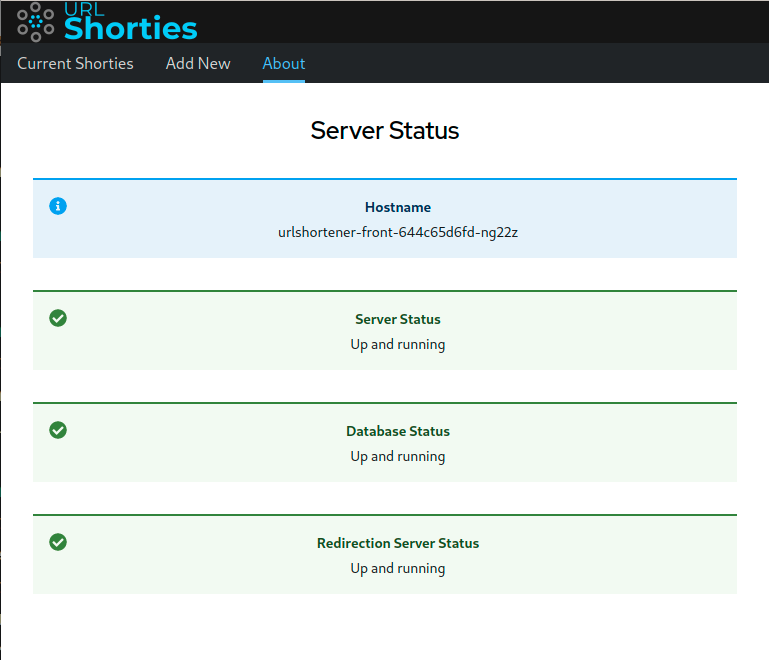 URL
Shorties
Current Shorties Add New About
Server Status
Hostname
urlshortener-front-644c65d6fd-ng22z
Server Status
Up and running
Database Status
Up and running
Redirection Server Status
Up and running